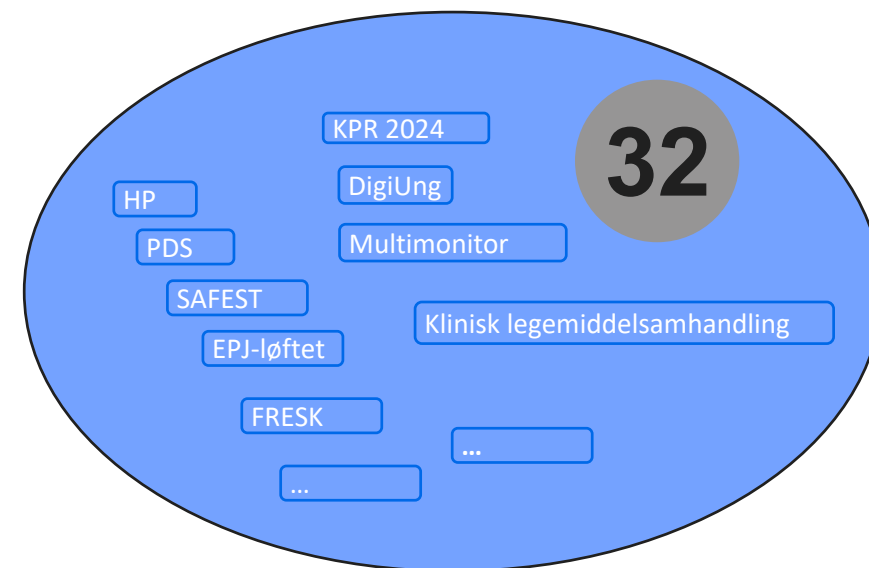 KPR 2024
32
DigiUng
HP
Multimonitor
PDS
SAFEST
Klinisk legemiddelsamhandling
EPJ-løftet
FRESK
...
...